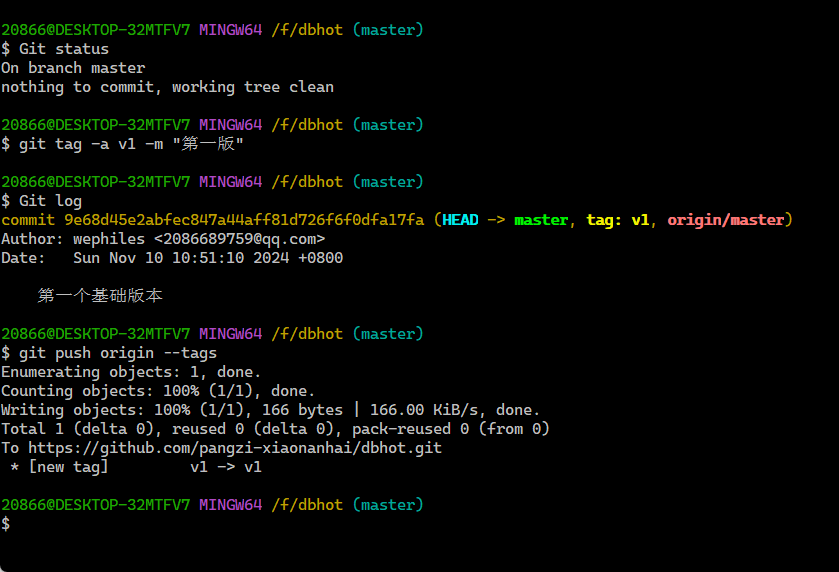 20866@DESKTOP-32MTFV7 MINGW64 /f/dbhot (master)
$ Git status
On branch master
nothing to commit, working tree clean
20866@DESKTOP-32MTFV7 MINGW64 /f/dbhot (master)
$ git tag -a v1 -m "第一版"
20866@DESKTOP-32MTFV7 MINGW64 /f/dbhot (master)
$ Git log
commit 9e68d45e2abfec847a44aff81d726f6f0dfa17fa (HEAD -> master, tag: v1, origin/master)
Author: wephiles <2086689759@qq.com>
Date:   Sun Nov 10 10:51:10 2024 +0800
    第一个基础版本
20866@DESKTOP-32MTFV7 MINGW64 /f/dbhot (master)
$ git push origin --tags
Enumerating objects: 1, done.
Counting objects: 100% (1/1), done.
Writing objects: 100% (1/1), 166 bytes | 166.00 KiB/s, done.
Total 1 (delta 0), reused 0 (delta 0), pack-reused 0 (from 0)
To https://github.com/pangzi-xiaonanhai/dbhot.git
 * [new tag]         v1 -> v1
20866@DESKTOP-32MTFV7 MINGW64 /f/dbhot (master)
$